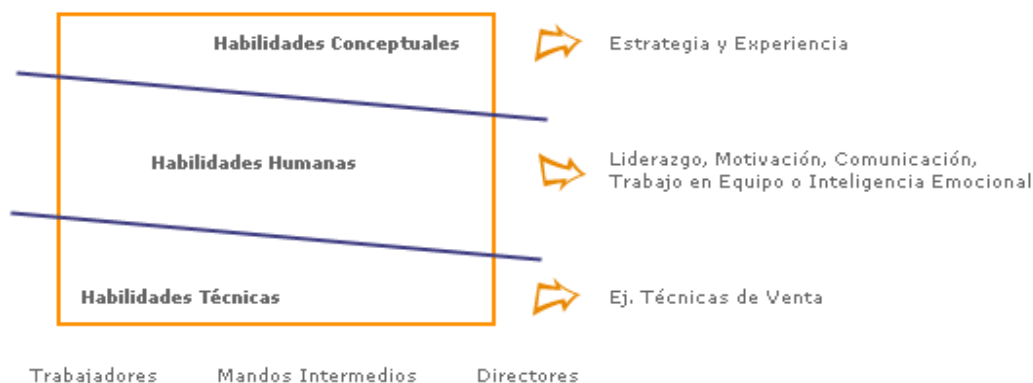 Habilidades Conceptuales
Estrategia y Experiencia
Habilidades Humanas
Liderazgo, Motivación, Comunicación,
Trabajo en Equipo o Inteligencia Emocional
Habilidades Técnicas
Ej. Técnicas de Venta
Trabajadores Mandos Intermedios Directores